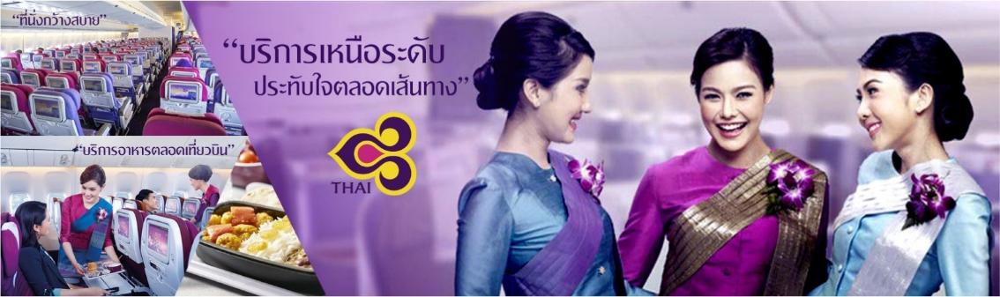 “ที่นั่งกว้างสบาย”
“บริการเหนือระดับ
ประทับใจตลอดเส้นทาง”
“บริการอาหารตลอดเที่ยวบิน”
THAI